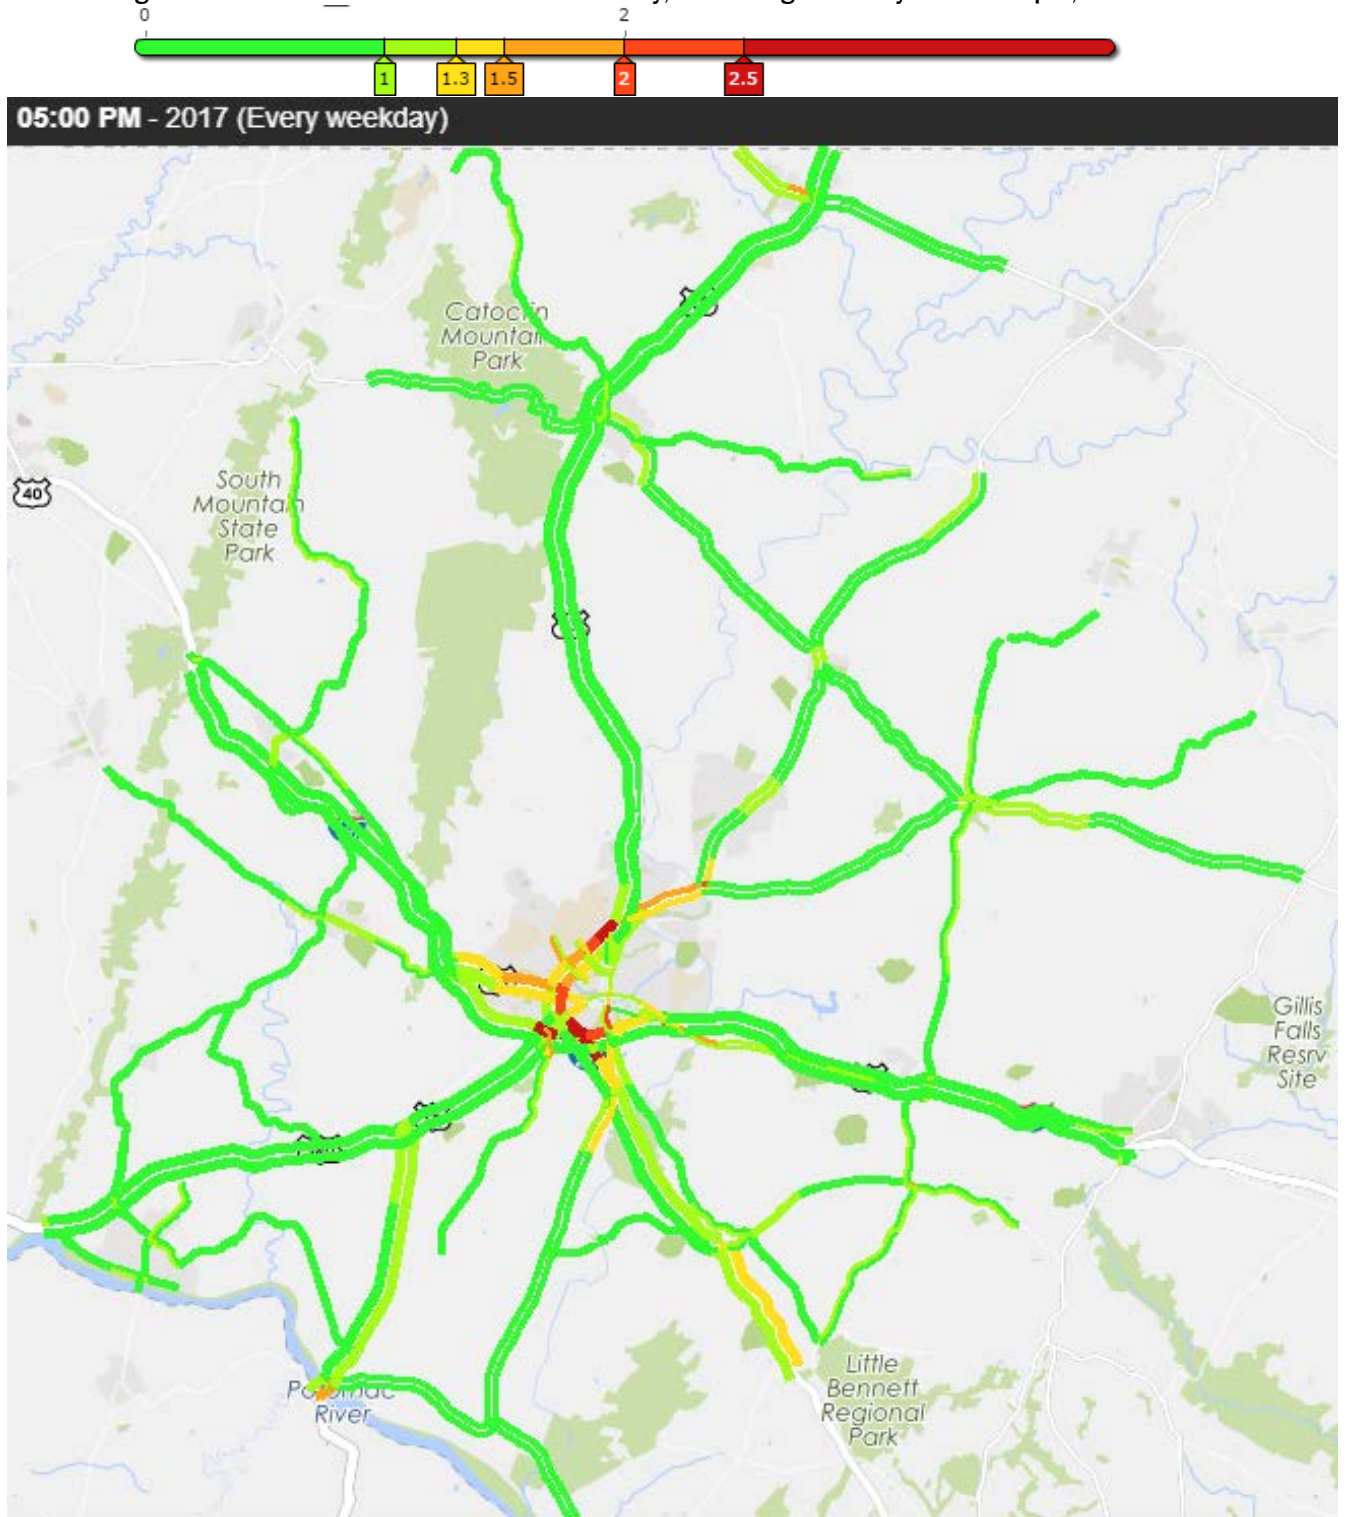 0 2
1 1.3 1.5 2 2.5
05:00 PM - 2017 (Every weekday)
Catoctin
Mountain
Park
South
Mountain
State
Park
40
Gillis
Falls
Resrv
Site
Little
Bennett
Regional
Park
Potomac
River